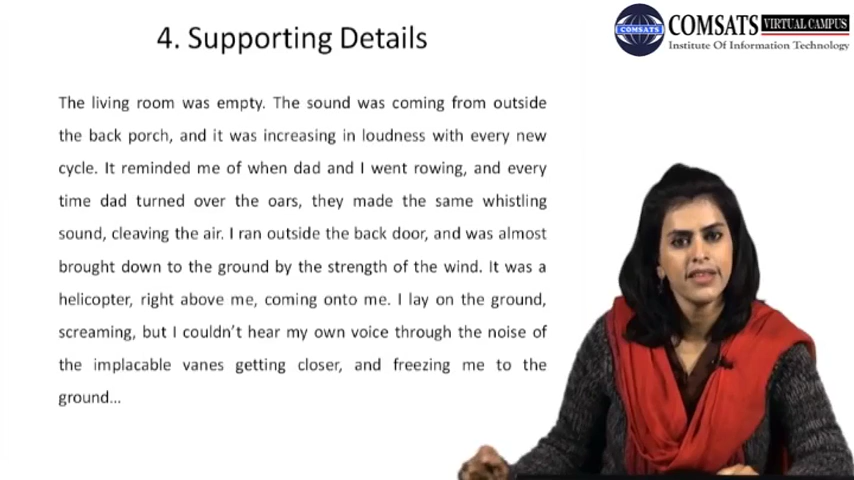 4. Supporting Details
COMSATS
COMSATS VIRTUAL CAMPUS
Institute Of Information Technology
The living room was empty. The sound was coming from outside
the back porch, and it was increasing in loudness with every new
cycle. It reminded me of when dad and I went rowing, and every
time dad turned over the oars, they made the same whistling
sound, cleaving the air. I ran outside the back door, and was almost
brought down to the ground by the strength of the wind. It was a
helicopter, right above me, coming onto me. I lay on the ground,
screaming, but I couldn't hear my own voice through the noise of
the implacable vanes getting closer, and freezing me to the
ground...